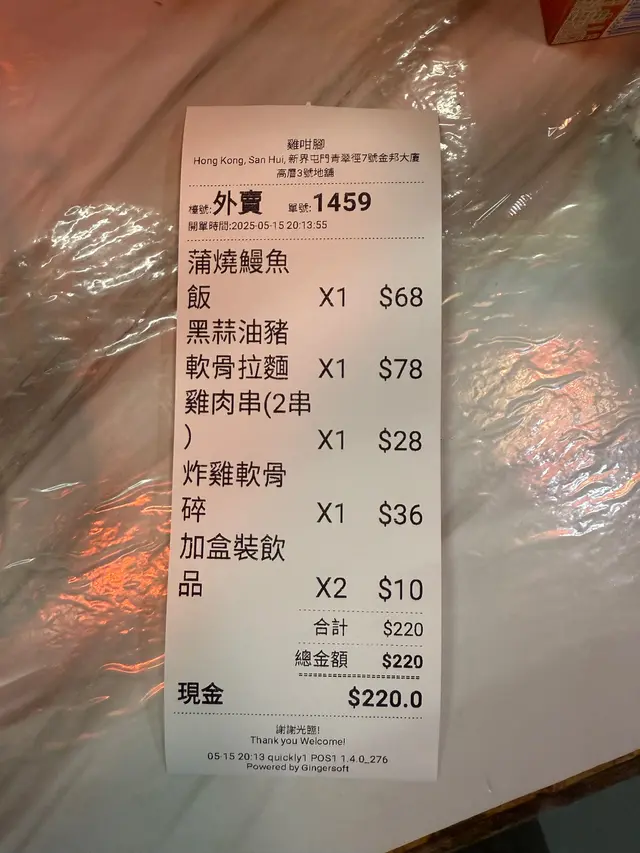 雞咁腳
Hong Kong, San Hui, 新界屯門青翠徑7號金邦大廈
高層3號地舖
檯號:外賣 單號:1459
開單時間:2025-05-15 20:13:55
蒲燒鰻魚
飯 X1 $68
黑蒜油豬
軟骨拉麵 X1 $78
雞肉串(2串
) X1 $28
炸雞軟骨
碎 X1 $36
加盒裝飲
品 X2 $10
合計 $220
總金額 $220
現金 $220.0
謝謝光臨!
Thank you Welcome!
05-15 20:13 quickly1 POS1 1.4.0_276
Powered by Gingersoft